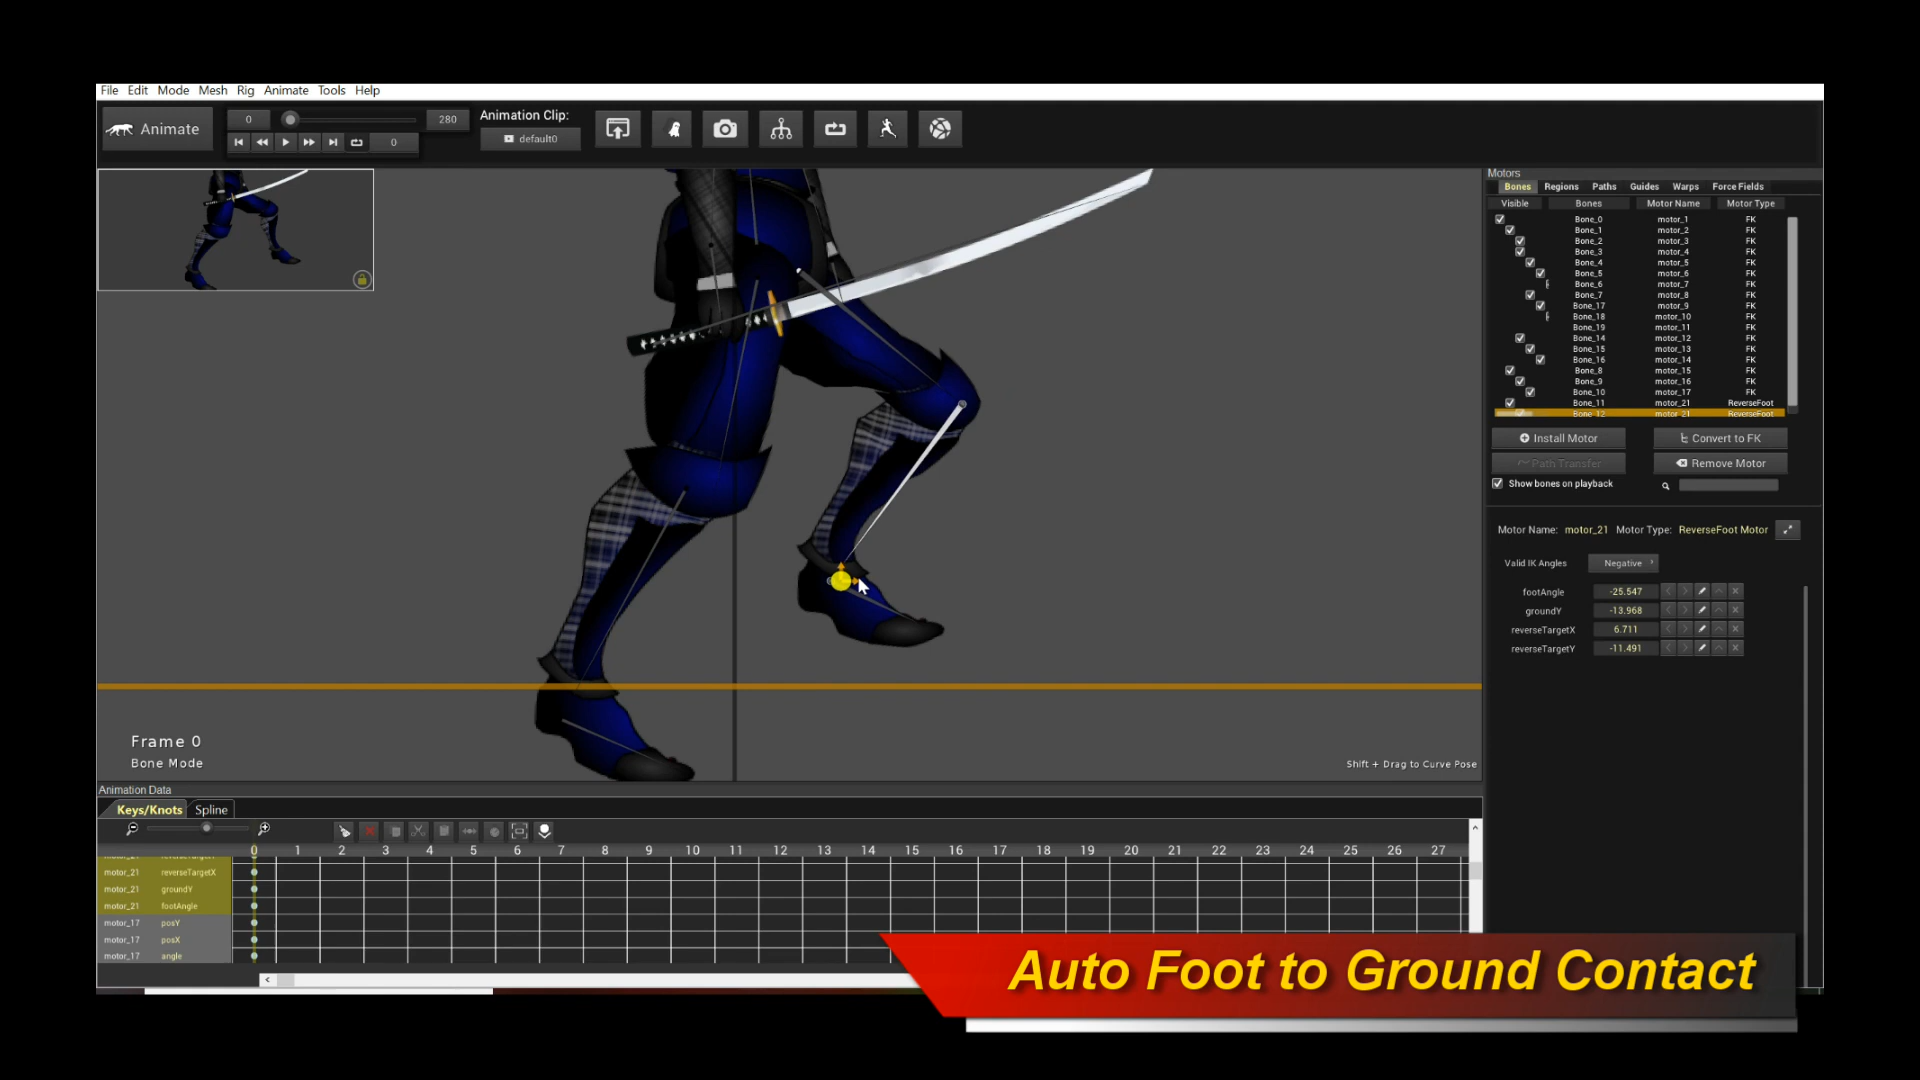 File Edit Mode Mesh Rig Animate Tools Help
Animate
0 280
0
Animation Clip:
default0
Motors
Bones Regions Paths Guides Warps Force Fields
Visible Bones Motor Name Motor Type
Bone_0 motor_1 FK
Bone_1 motor_2 FK
Bone_2 motor_3 FK
Bone_3 motor_4 FK
Bone_4 motor_5 FK
Bone_5 motor_6 FK
Bone_6 motor_7 FK
Bone_7 motor_8 FK
Bone_17 motor_9 FK
Bone_18 motor_10 FK
Bone_19 motor_11 FK
Bone_14 motor_12 FK
Bone_15 motor_13 FK
Bone_16 motor_14 FK
Bone_8 motor_15 FK
Bone_9 motor_16 FK
Bone_10 motor_17 FK
Bone_11 motor_21 ReverseFoot
Bone_12 motor_21 ReverseFoot
Install Motor Convert to FK
Path Transfer Remove Motor
Show bones on playback
Motor Name: motor_21 Motor Type: ReverseFoot Motor
Valid IK Angles Negative
footAngle -25.547
groundY -13.968
reverseTargetX 6.711
reverseTargetY -11.491
Frame 0
Bone Mode
Shift + Drag to Curve Pose
Animation Data
Keys/Knots Spline
0 1 2 3 4 5 6 7 8 9 10 11 12 13 14 15 16 17 18 19 20 21 22 23 24 25 26 27
motor_21 reverseTargetX
motor_21 groundY
motor_21 footAngle
motor_17 posY
motor_17 posX
motor_17 angle
Auto Foot to Ground Contact